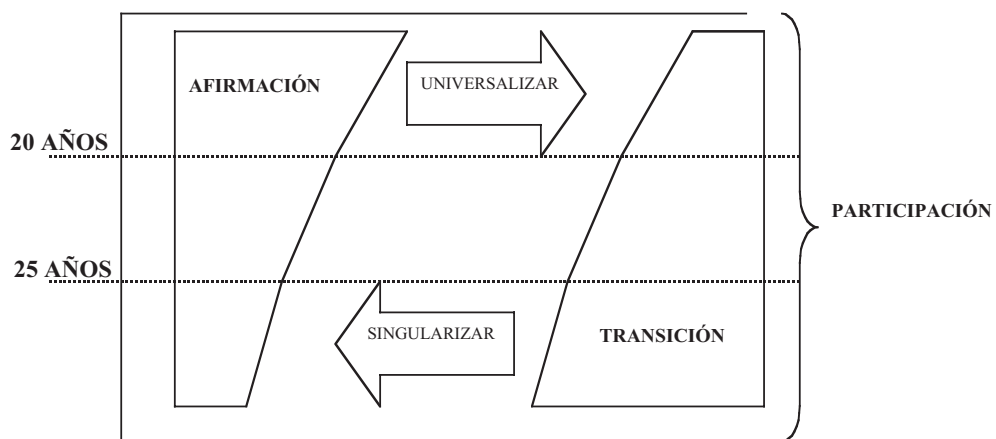 AFIRMACIÓN
UNIVERSALIZAR
20 AÑOS
PARTICIPACIÓN
25 AÑOS
SINGULARIZAR
TRANSICIÓN